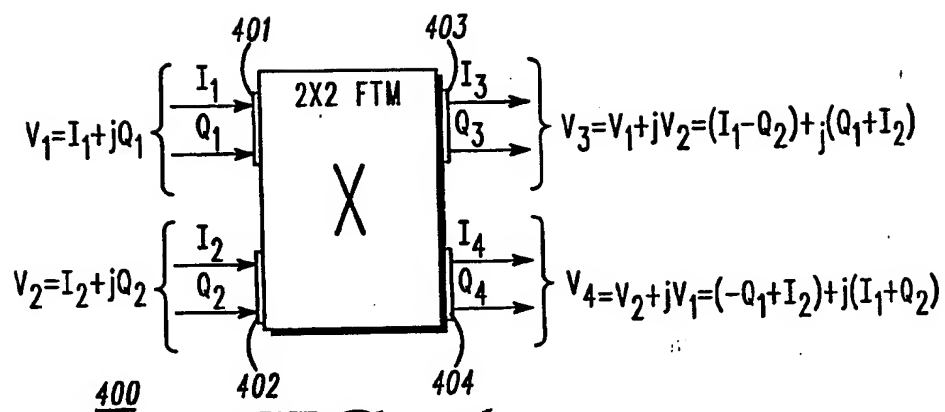 401
403
I₁
2X2 FTM
I₃
V₁=I₁+jQ₁
Q₁
Q₃
V₃=V₁+jV₂=(I₁-Q₂)+j(Q₁+I₂)
X
I₂
I₄
V₂=I₂+jQ₂
Q₂
Q₄
V₄=V₂+jV₁=(-Q₁+I₂)+j(I₁+Q₂)
402
404
400